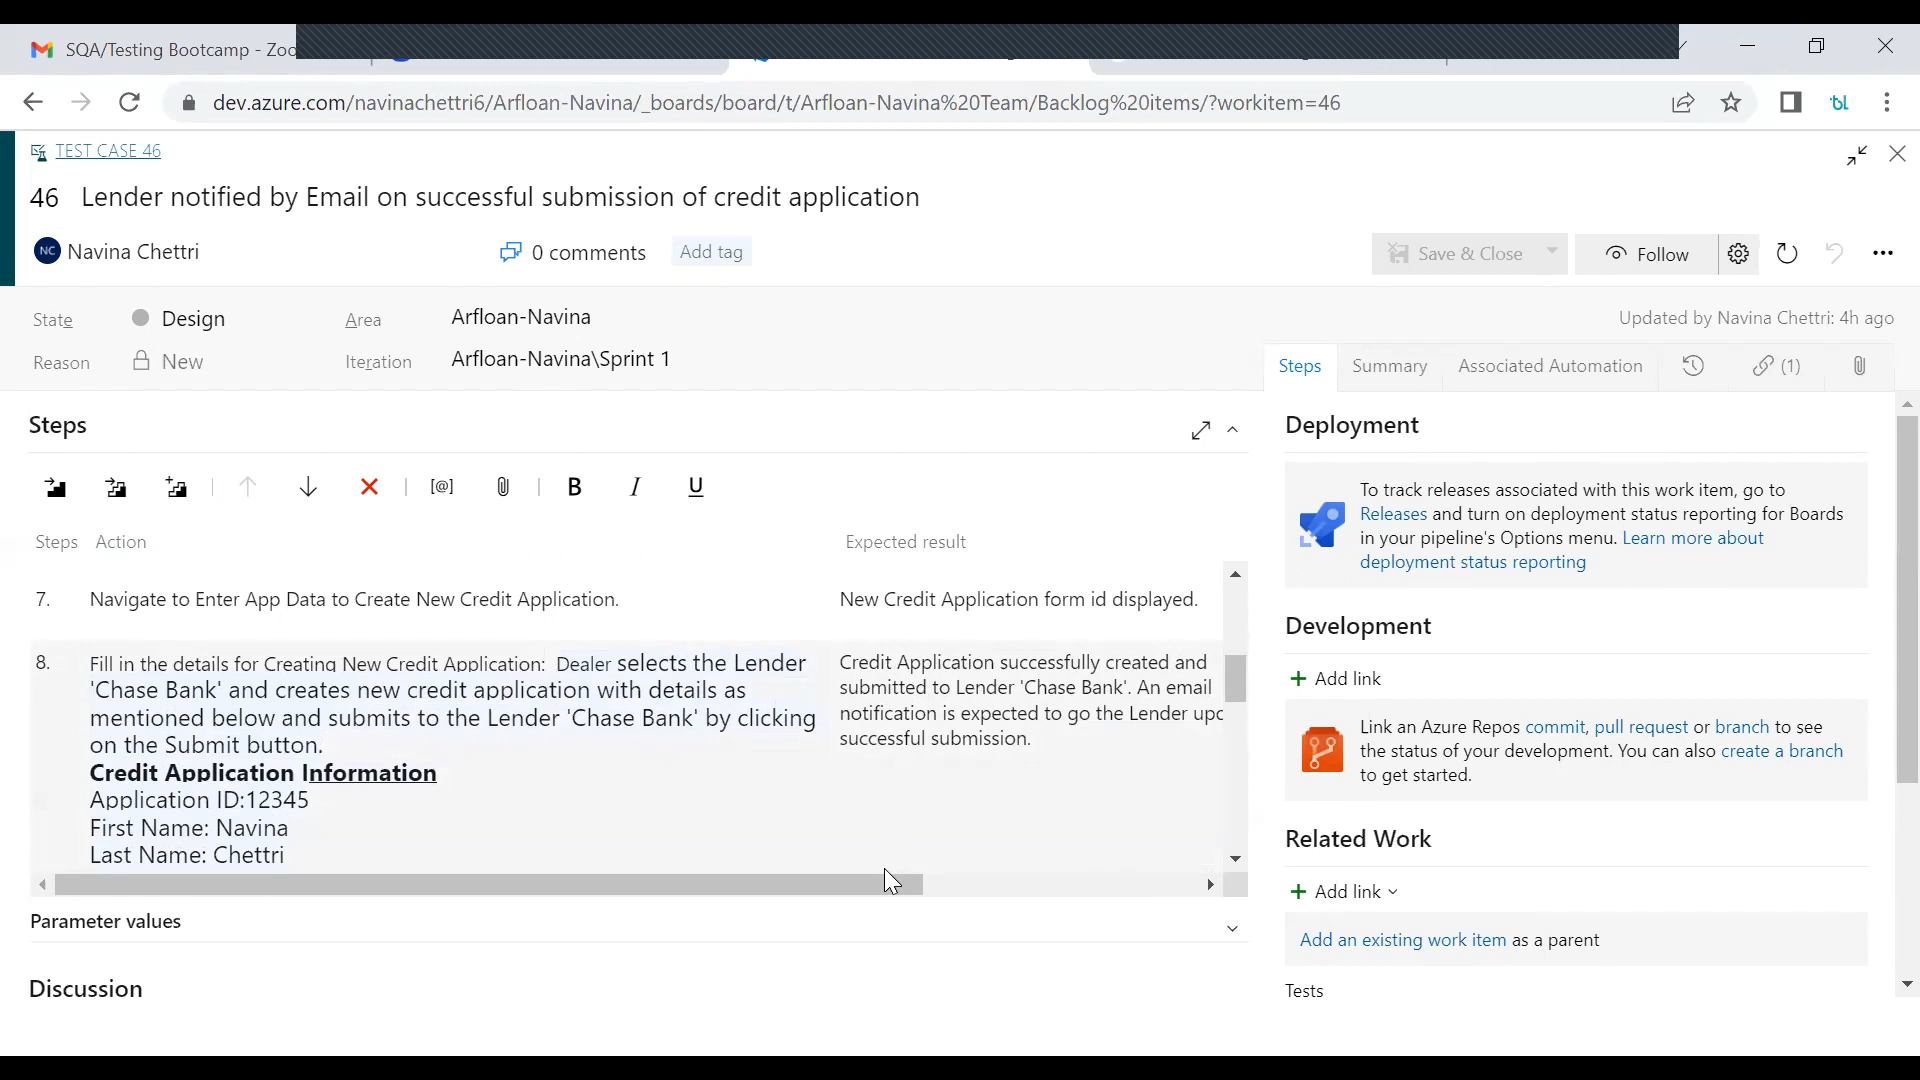 SQA/Testing Bootcamp - Zoo
dev.azure.com/navinachettri6/Arfloan-Navina/_boards/board/t/Arfloan-Navina%20Team/Backlog%20items/?workitem=46
TEST CASE 46
46 Lender notified by Email on successful submission of credit application
NC Navina Chettri
0 comments
Add tag
Save & Close
Follow
State
Design
Area
Arfloan-Navina
Updated by Navina Chettri: 4h ago
Reason
New
Iteration
Arfloan-Navina\Sprint 1
Steps
Summary
Associated Automation
(1)
Steps
[@]
B
I
U
Steps
Action
Expected result
7. Navigate to Enter App Data to Create New Credit Application.
New Credit Application form id displayed.
8. Fill in the details for Creating New Credit Application: Dealer selects the Lender
'Chase Bank' and creates new credit application with details as
mentioned below and submits to the Lender 'Chase Bank' by clicking
on the Submit button.
Credit Application Information
Application ID:12345
First Name: Navina
Last Name: Chettri
Credit Application successfully created and
submitted to Lender 'Chase Bank'. An email
notification is expected to go the Lender upo
successful submission.
Parameter values
Discussion
Deployment
To track releases associated with this work item, go to
Releases and turn on deployment status reporting for Boards
in your pipeline's Options menu. Learn more about
deployment status reporting
Development
+ Add link
Link an Azure Repos commit, pull request or branch to see
the status of your development. You can also create a branch
to get started.
Related Work
+ Add link
Add an existing work item as a parent
Tests